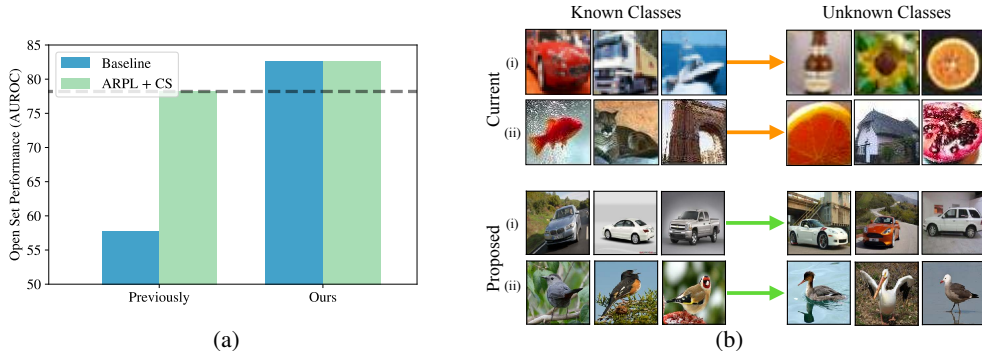 85
80
75
70
65
60
55
50
Open Set Performance (AUROC)
Baseline
ARPL + CS
Previously
Ours
(a)
Known Classes
Unknown Classes
Current
(i)
(ii)
Proposed
(i)
(ii)
(b)